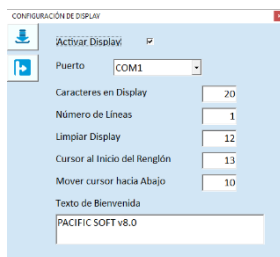 CONFIGURACIÓN DE DISPLAY
Activar Display
Puerto COM1
Caracteres en Display 20
Número de Líneas 1
Limpiar Display 12
Cursor al Inicio del Renglón 13
Mover cursor hacia Abajo 10
Texto de Bienvenida
PACIFIC SOFT v8.0